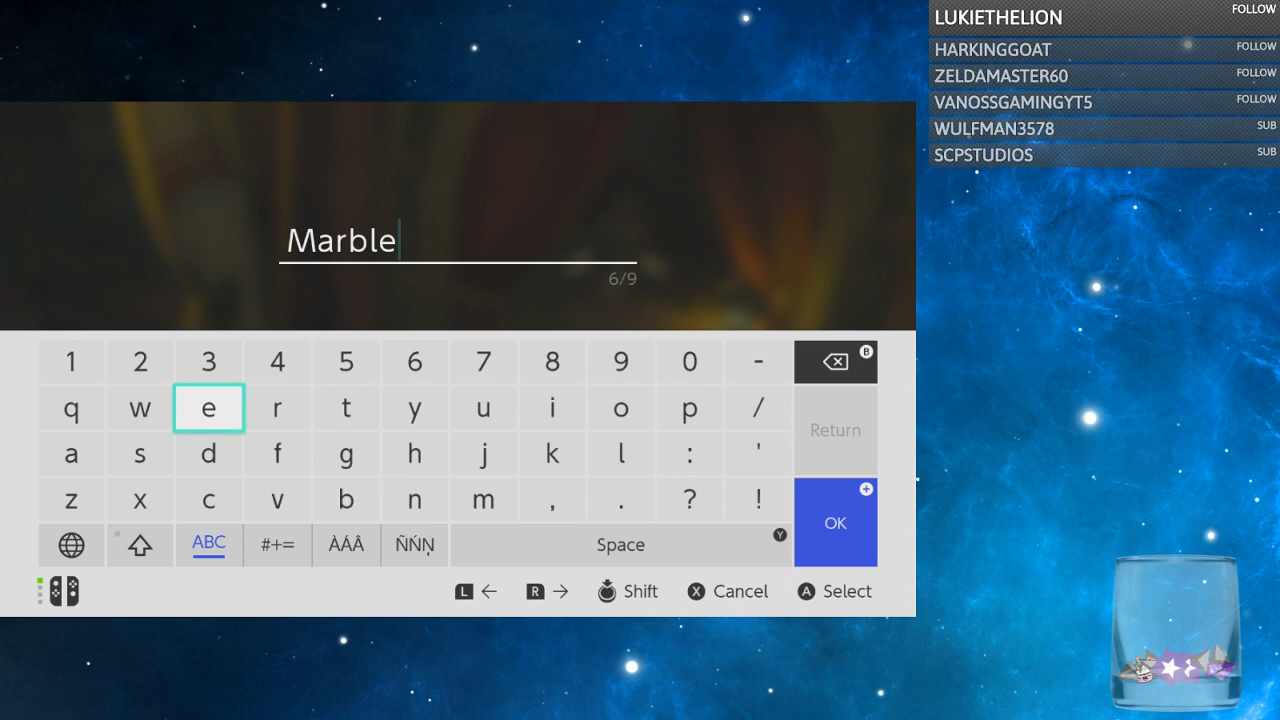 LUKIETHELION FOLLOW
HARKINGGOAT FOLLOW
ZELDAMASTER60 FOLLOW
VANOSSGAMINGYT5 FOLLOW
WULFMAN3578 SUB
SCPSTUDIOS SUB
Marble
6/9
1 2 3 4 5 6 7 8 9 0 - B
q w e r t y u i o p / Return
a s d f g h j k l : '
z x c v b n m , . ? ! + OK
ABC #+= ÀÁÂ ÑŃŅ Space Y
L ← R → Shift X Cancel A Select